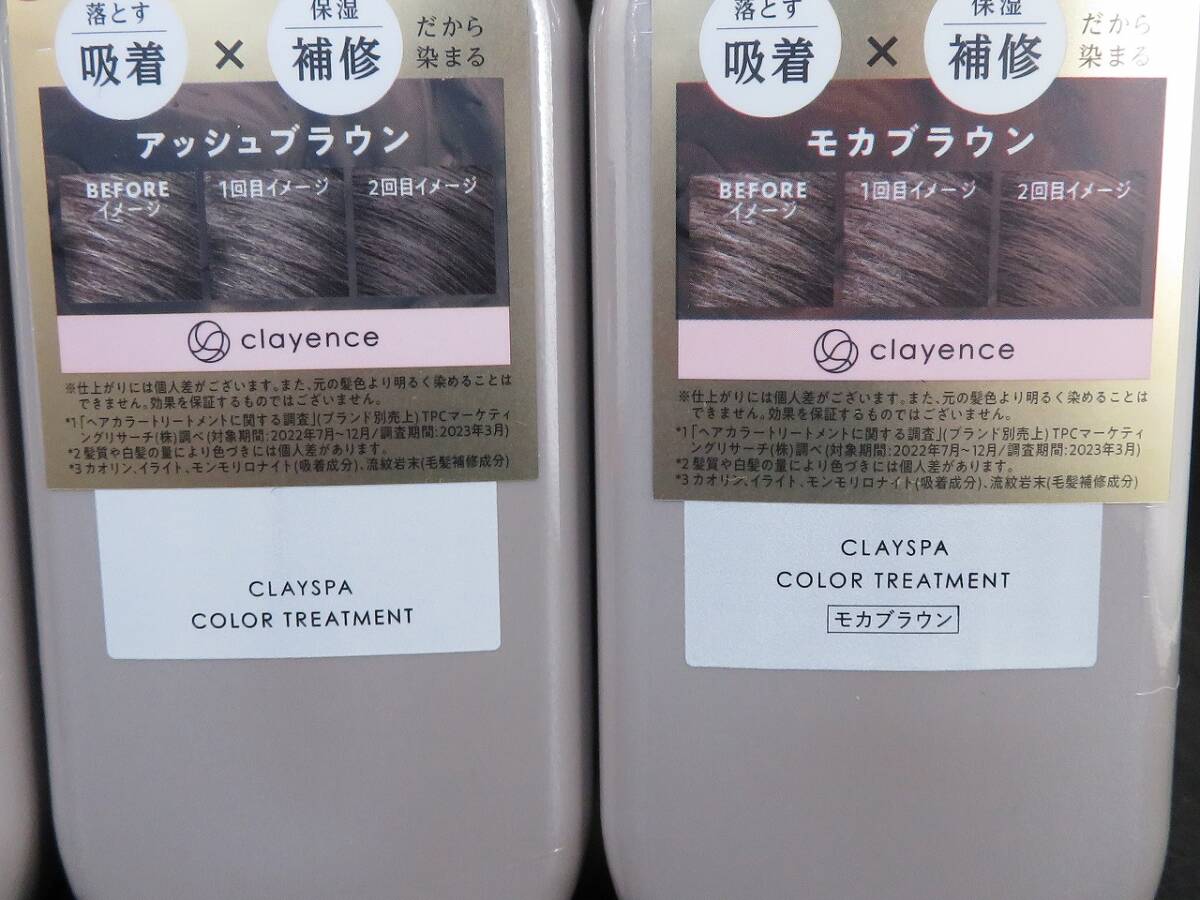 落とす
吸着
×
保湿
補修
だから
染まる
アッシュブラウン
BEFORE
イメージ
1回目イメージ
2回目イメージ
clayence
※仕上がりには個人差がございます。また、元の髪色より明るく染めることは
できません。効果を保証するものではございません。
*1「ヘアカラートリートメントに関する調査」(ブランド別売上) TPCマーケティ
ングリサーチ(株)調べ(対象期間:2022年7月~12月/調査期間:2023年3月)
*2 髪質や白髪の量により色づきには個人差があります。
*3 カオリン、イライト、モンモリロナイト(吸着成分)、流紋岩末(毛髪補修成分)
CLAYSPA
COLOR TREATMENT
落とす
吸着
×
保湿
補修
だから
染まる
モカブラウン
BEFORE
イメージ
1回目イメージ
2回目イメージ
clayence
※仕上がりには個人差がございます。また、元の髪色より明るく染めることは
できません。効果を保証するものではございません。
*1「ヘアカラートリートメントに関する調査」(ブランド別売上) TPCマーケティ
ングリサーチ(株)調べ(対象期間:2022年7月~12月/調査期間:2023年3月)
*2 髪質や白髪の量により色づきには個人差があります。
*3 カオリン、イライト、モンモリロナイト(吸着成分)、流紋岩末(毛髪補修成分)
CLAYSPA
COLOR TREATMENT
モカブラウン